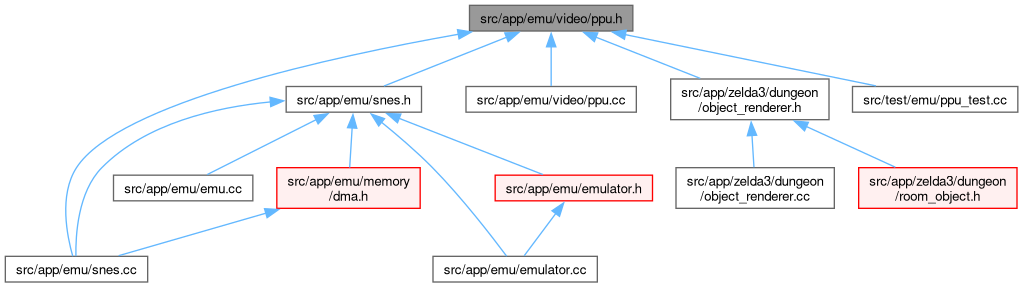 src/app/emu/video/ppu.h
src/app/emu/snes.h
src/app/emu/video/ppu.cc
src/app/zelda3/dungeon
/object_renderer.h
src/test/emu/ppu_test.cc
src/app/emu/emu.cc
src/app/emu/memory
/dma.h
src/app/emu/emulator.h
src/app/zelda3/dungeon
/object_renderer.cc
src/app/zelda3/dungeon
/room_object.h
src/app/emu/snes.cc
src/app/emu/emulator.cc